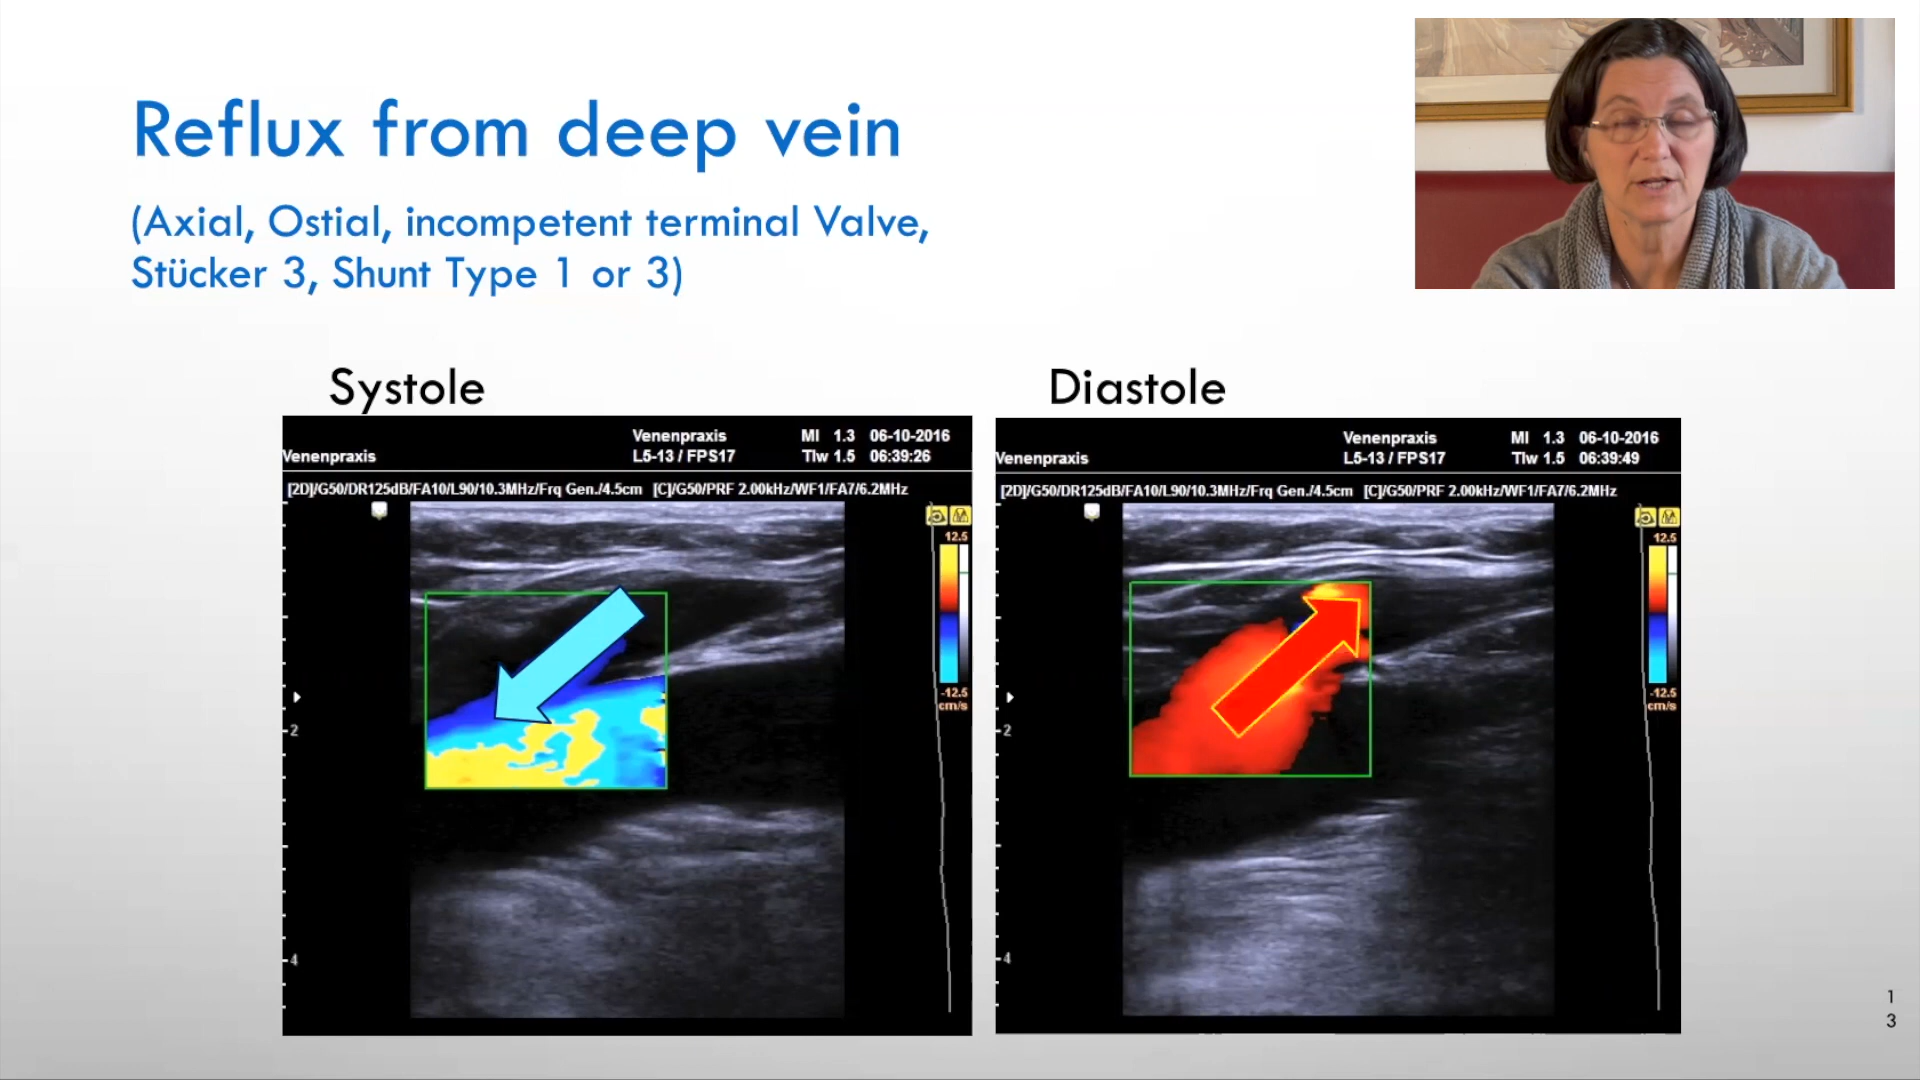 Reflux from deep vein
(Axial, Ostial, incompetent terminal Valve,
Stücker 3, Shunt Type 1 or 3)
Systole
Venenpraxis MI 1.3 06-10-2016
Venenpraxis L5-13 / FPS17 TIw 1.5 06:39:26
[2D]/G50/DR125dB/FA10/L90/10.3MHz/Frq Gen./4.5cm [C]/G50/PRF 2.00kHz/WF1/FA7/6.2MHz
12.5
-12.5
cm/s
2
4
Diastole
Venenpraxis MI 1.3 06-10-2016
Venenpraxis L5-13 / FPS17 TIw 1.5 06:39:49
[2D]/G50/DR125dB/FA10/L90/10.3MHz/Frq Gen./4.5cm [C]/G50/PRF 2.00kHz/WF1/FA7/6.2MHz
12.5
-12.5
cm/s
2
4
1
3